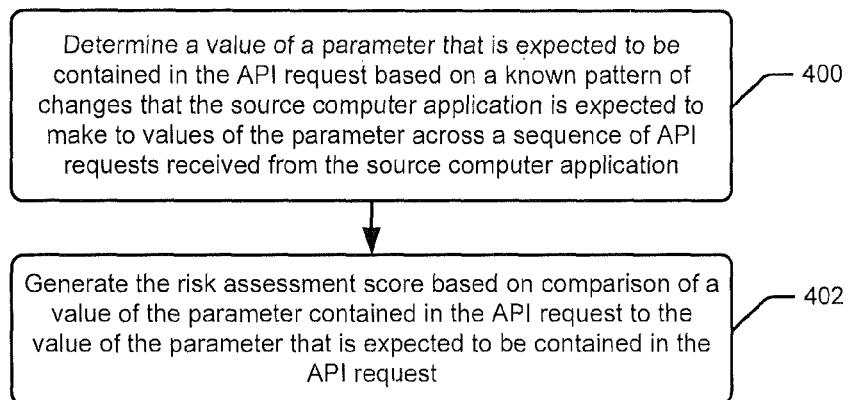 Determine a value of a parameter that is expected to be
contained in the API request based on a known pattern of
changes that the source computer application is expected to
make to values of the parameter across a sequence of API
requests received from the source computer application
400
Generate the risk assessment score based on comparison of a
value of the parameter contained in the API request to the
value of the parameter that is expected to be contained in the
API request
402